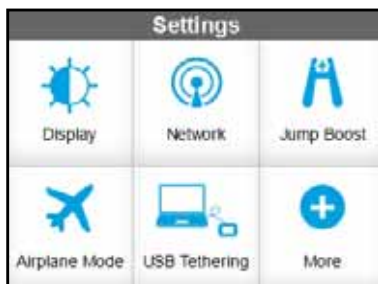 Settings
Display
Network
Jump Boost
Airplane Mode
USB Tethering
More